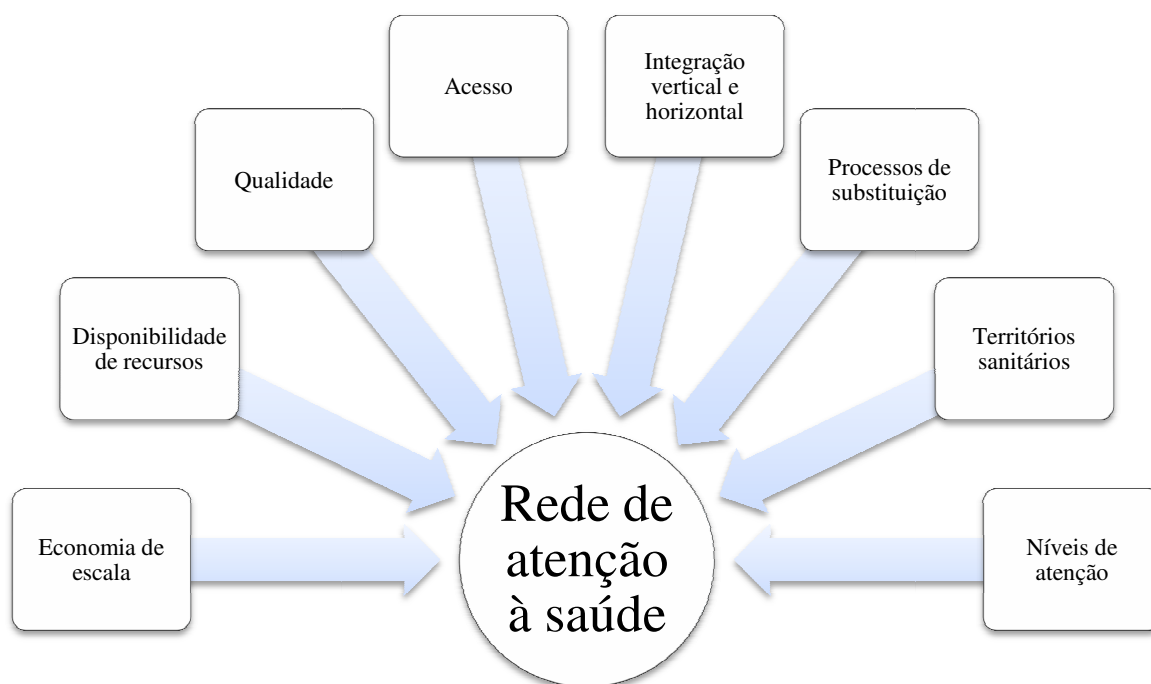 Acesso
Integração
vertical e
horizontal
Qualidade
Processos de
substituição
Disponibilidade
de recursos
Territórios
sanitários
Economia de
escala
Rede de
atenção
à saúde
Níveis de
atenção